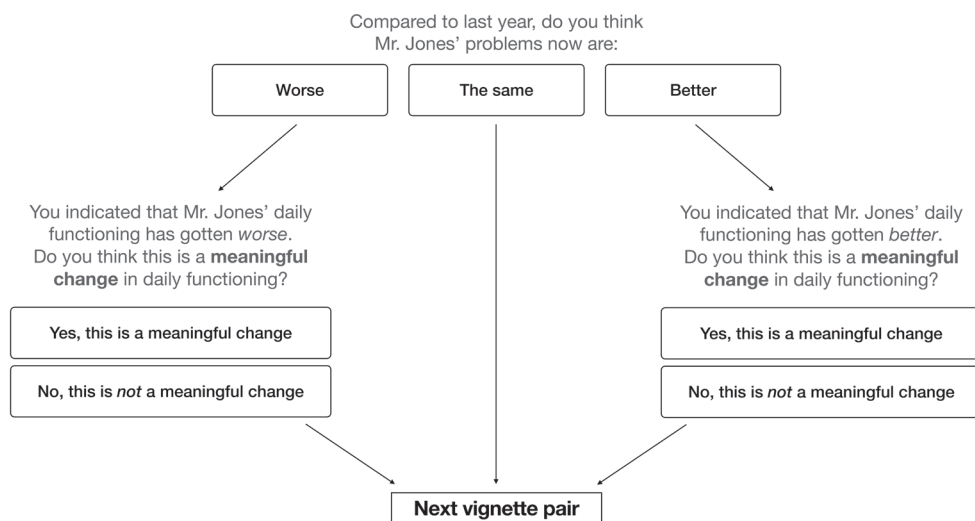 Compared to last year, do you think
Mr. Jones’ problems now are:
Worse
The same
Better
You indicated that Mr. Jones’ daily
functioning has gotten worse.
Do you think this is a meaningful
change in daily functioning?
Yes, this is a meaningful change
No, this is not a meaningful change
You indicated that Mr. Jones’ daily
functioning has gotten better.
Do you think this is a meaningful
change in daily functioning?
Yes, this is a meaningful change
No, this is not a meaningful change
Next vignette pair